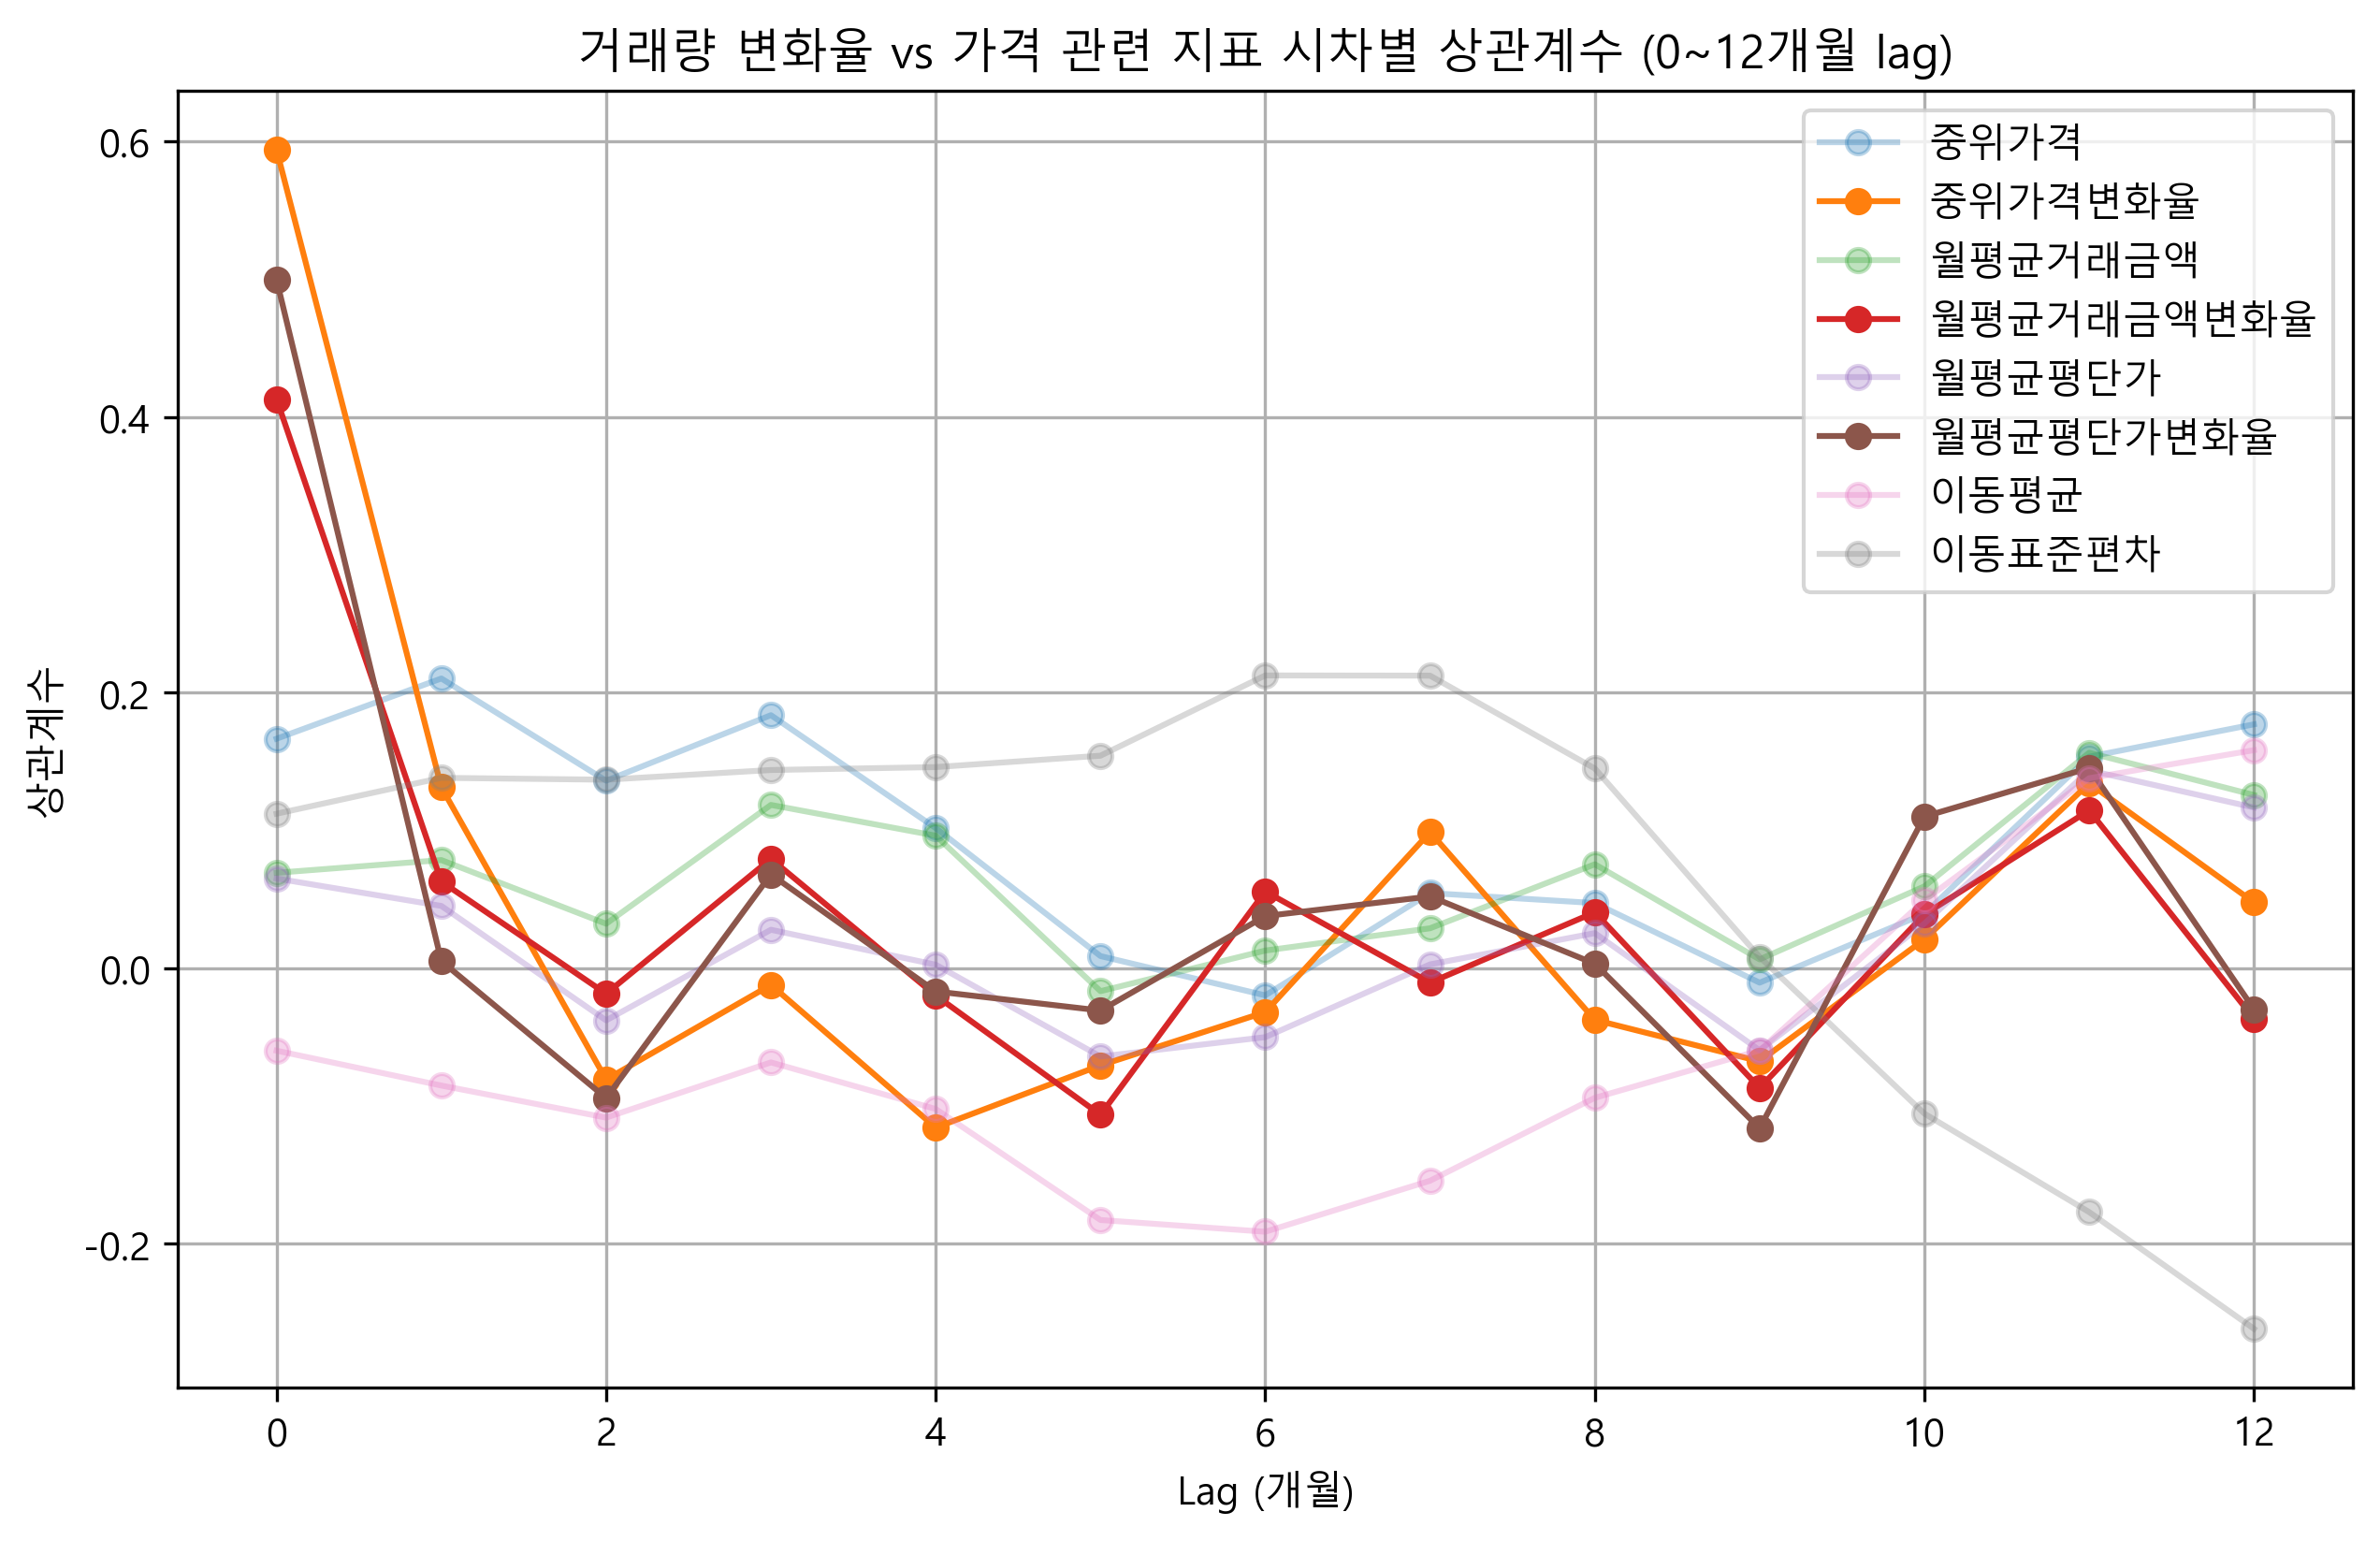 거래량 변화율 vs 가격 관련 지표 시차별 상관계수 (0~12개월 lag)
중위가격
중위가격변화율
월평균거래금액
월평균거래금액변화율
월평균평단가
월평균평단가변화율
이동평균
이동표준편차
상관계수
0.6
0.4
0.2
0.0
-0.2
0 2 4 6 8 10 12
Lag (개월)